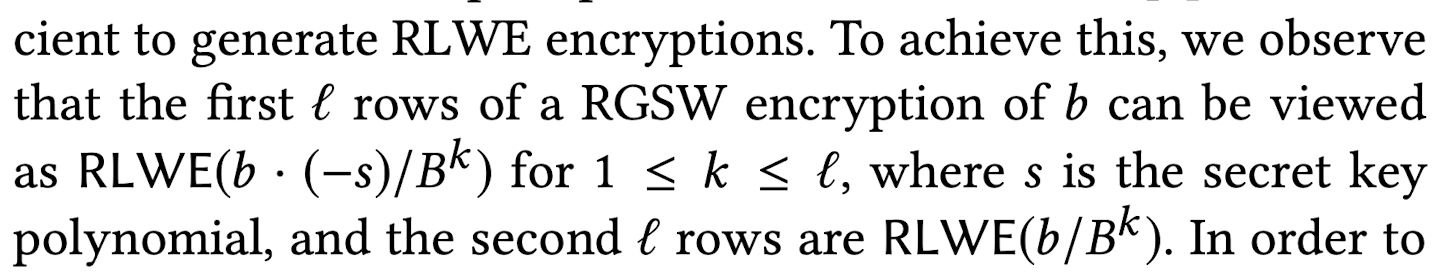 cient to generate RLWE encryptions. To achieve this, we observe
that the first ℓ rows of a RGSW encryption of b can be viewed
as RLWE(b · (−s)/B^k) for 1 ≤ k ≤ ℓ, where s is the secret key
polynomial, and the second ℓ rows are RLWE(b/B^k). In order to